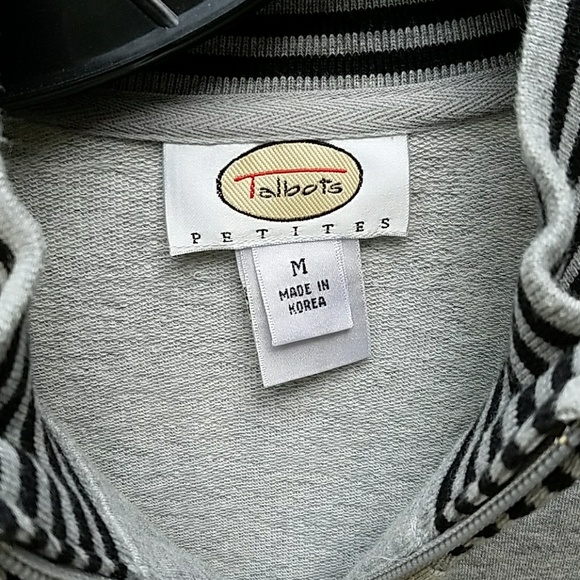 Talbots
PETITES
M
MADE IN
KOREA